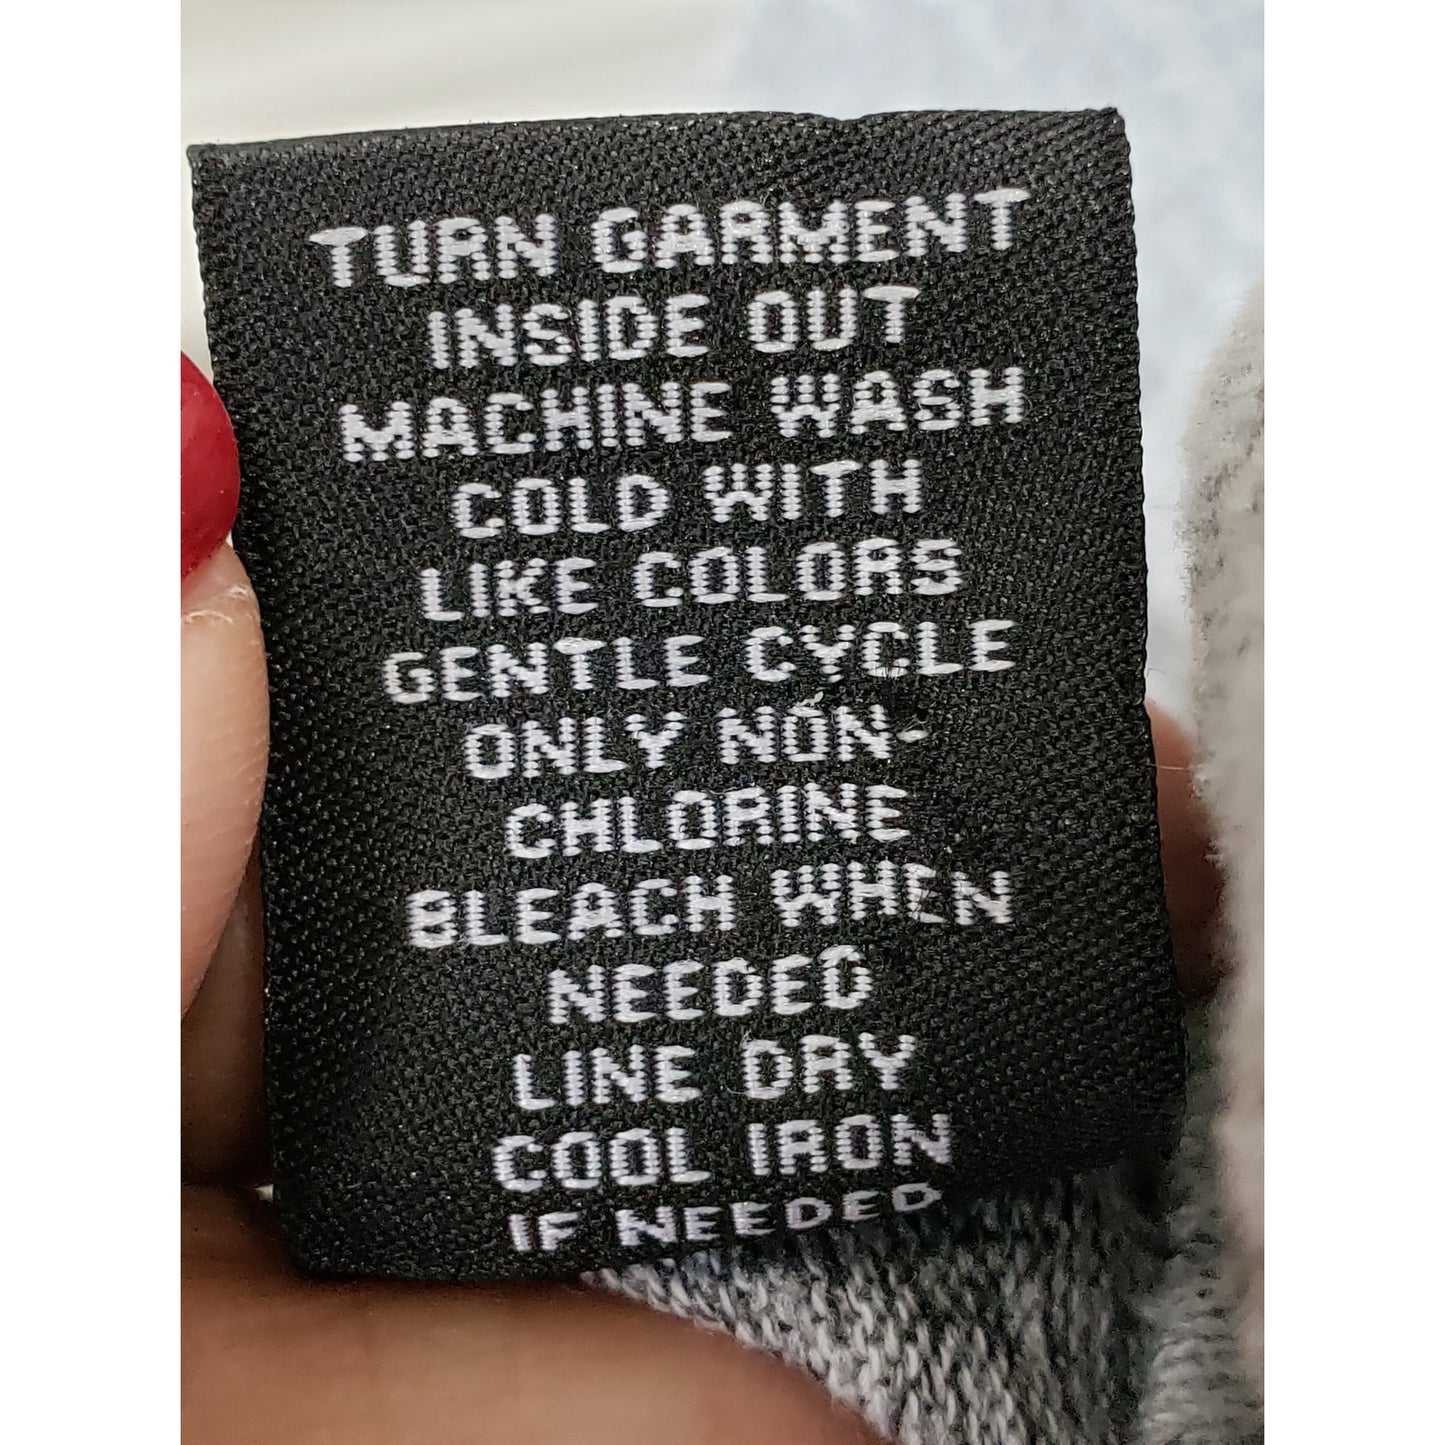 TURN GARMENT
INSIDE OUT
MACHINE WASH
COLD WITH
LIKE COLORS
GENTLE CYCLE
ONLY NON-
CHLORINE
BLEACH WHEN
NEEDED
LINE DRY
COOL IRON
IF NEEDED